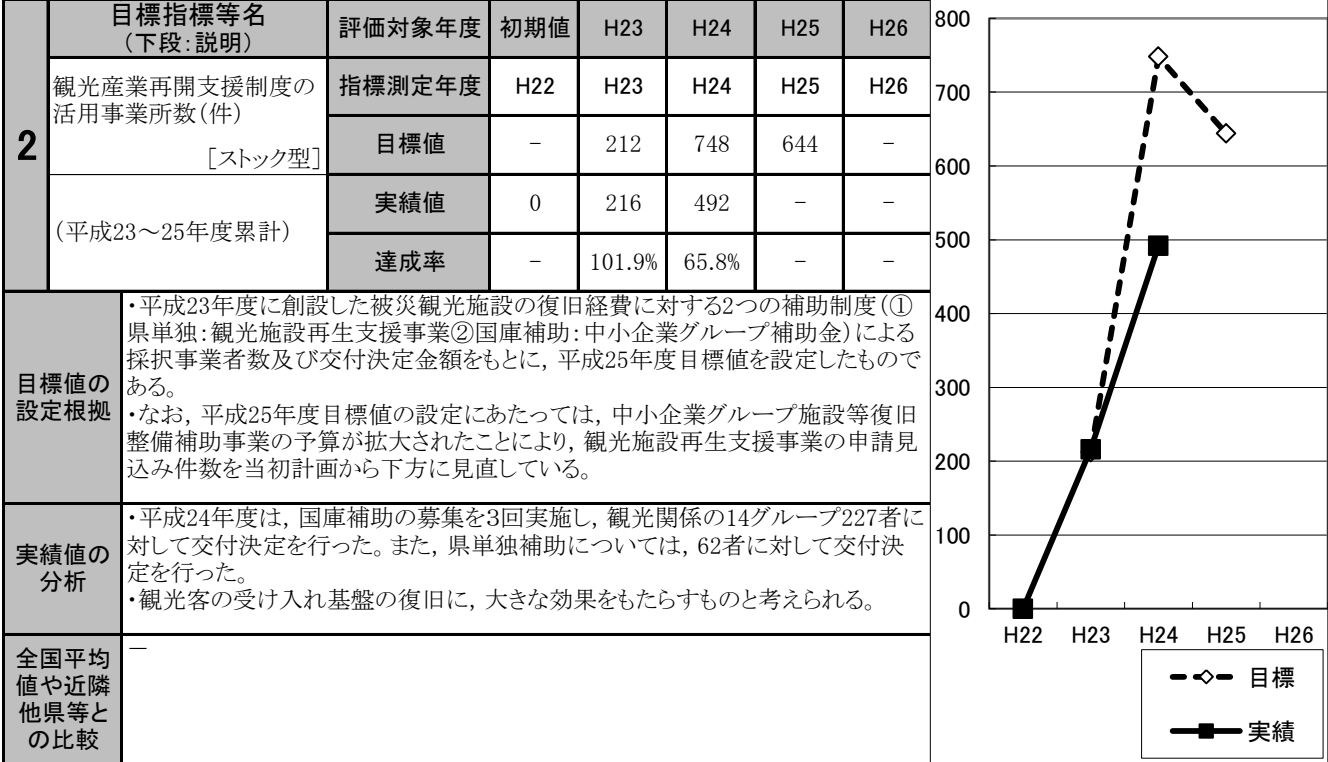 2
目標指標等名
(下段:説明)
評価対象年度 初期値 H23 H24 H25 H26
観光産業再開支援制度の
活用事業所数(件)
[ストック型]
(平成23~25年度累計)
指標測定年度 H22 H23 H24 H25 H26
目標値 - 212 748 644 -
実績値 0 216 492 - -
達成率 - 101.9% 65.8% - -
目標値の
設定根拠
・平成23年度に創設した被災観光施設の復旧経費に対する2つの補助制度(①
県単独:観光施設再生支援事業②国庫補助:中小企業グループ補助金)による
採択事業者数及び交付決定金額をもとに,平成25年度目標値を設定したもので
ある。
・なお,平成25年度目標値の設定にあたっては,中小企業グループ施設等復旧
整備補助事業の予算が拡大されたことにより,観光施設再生支援事業の申請見
込み件数を当初計画から下方に見直している。
実績値の
分析
・平成24年度は,国庫補助の募集を3回実施し,観光関係の14グループ227者に
対して交付決定を行った。また,県単独補助については,62者に対して交付決
定を行った。
・観光客の受け入れ基盤の復旧に,大きな効果をもたらすものと考えられる。
全国平均
値や近隣
他県等と
の比較
-
800
700
600
500
400
300
200
100
0
H22 H23 H24 H25 H26
目標
実績